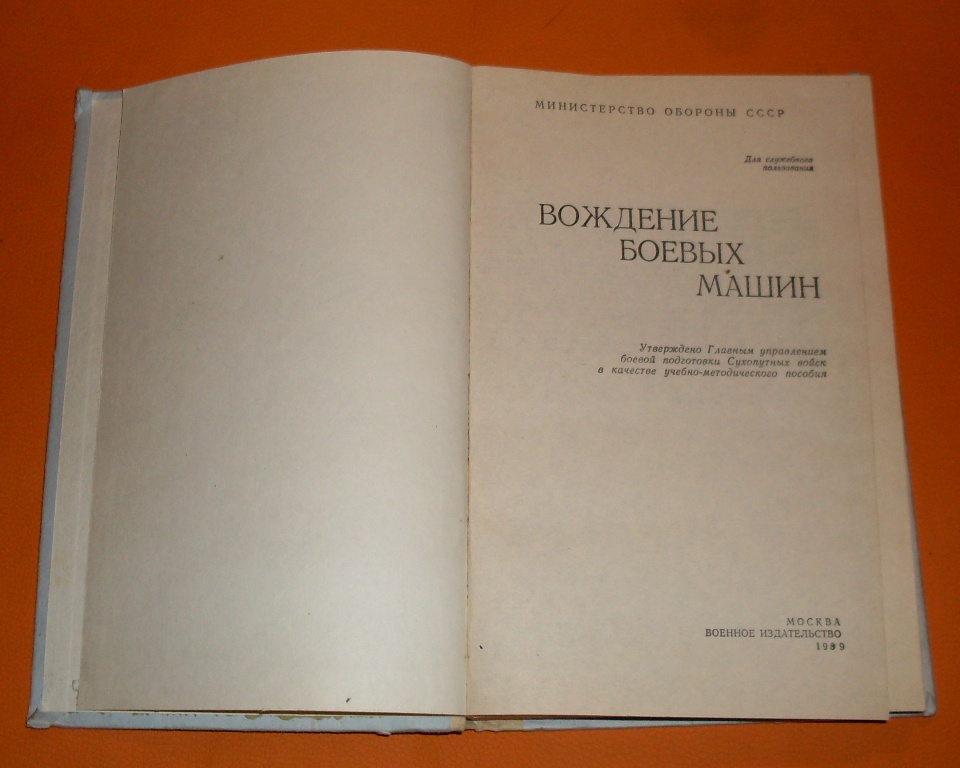 МИНИСТЕРСТВО ОБОРОНЫ СССР
Для служебного
пользования
ВОЖДЕНИЕ
БОЕВЫХ
МАШИН
Утверждено Главным управлением
боевой подготовки Сухопутных войск
в качестве учебно-методического пособия
МОСКВА
ВОЕННОЕ ИЗДАТЕЛЬСТВО